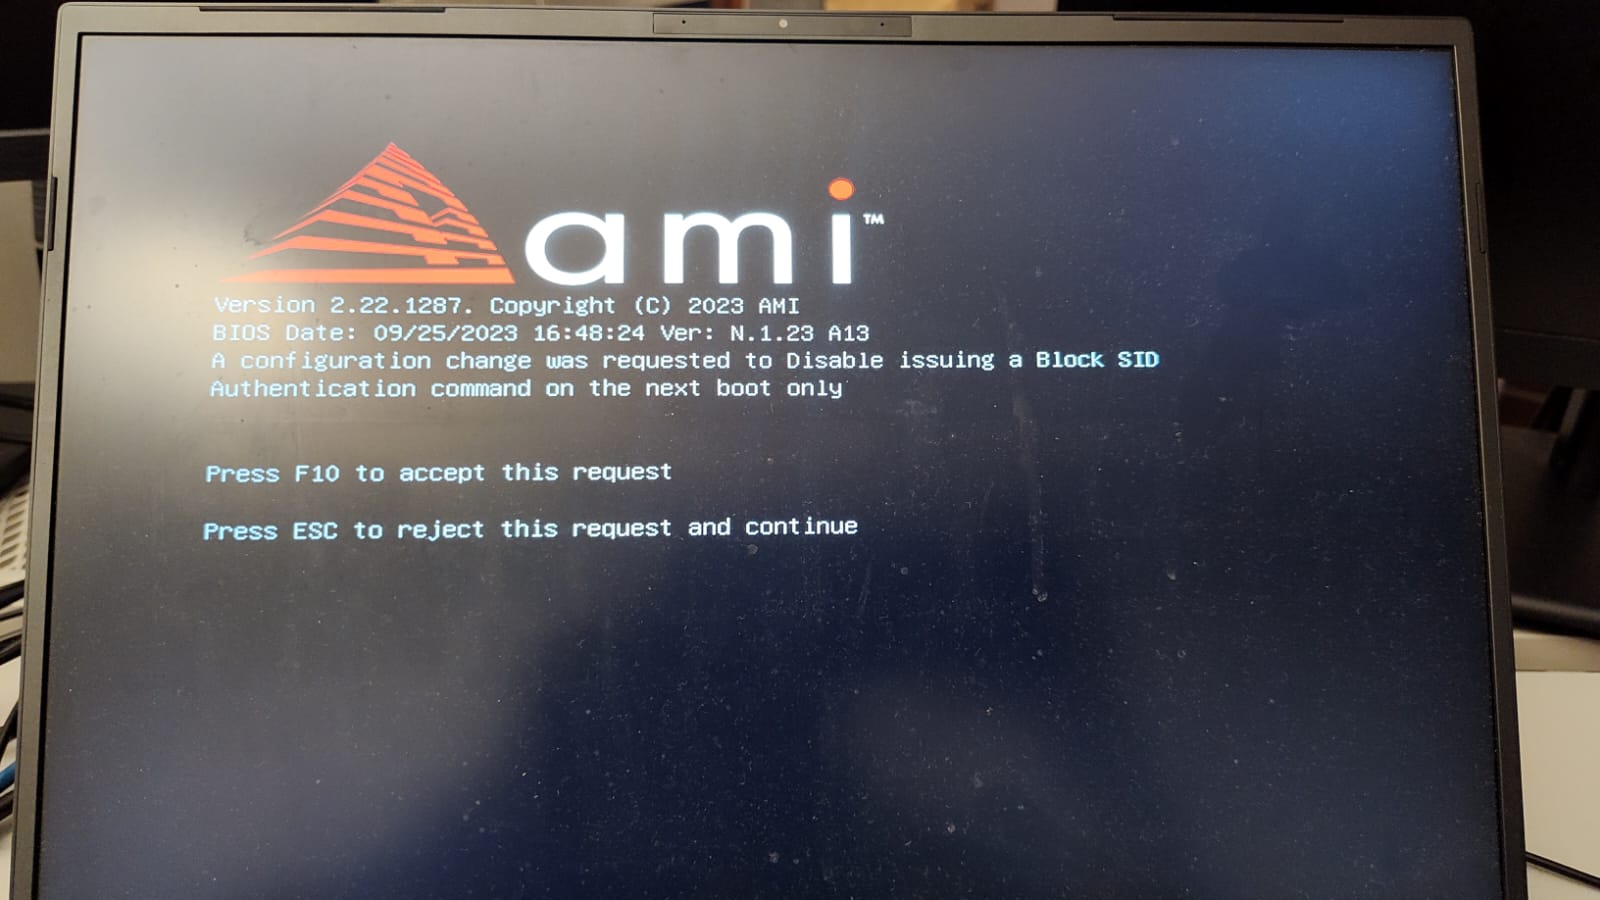 ami™
Version 2.22.1287. Copyright (C) 2023 AMI
BIOS Date: 09/25/2023 16:48:24 Ver: N.1.23 A13
A configuration change was requested to Disable issuing a Block SID
Authentication command on the next boot only
Press F10 to accept this request
Press ESC to reject this request and continue